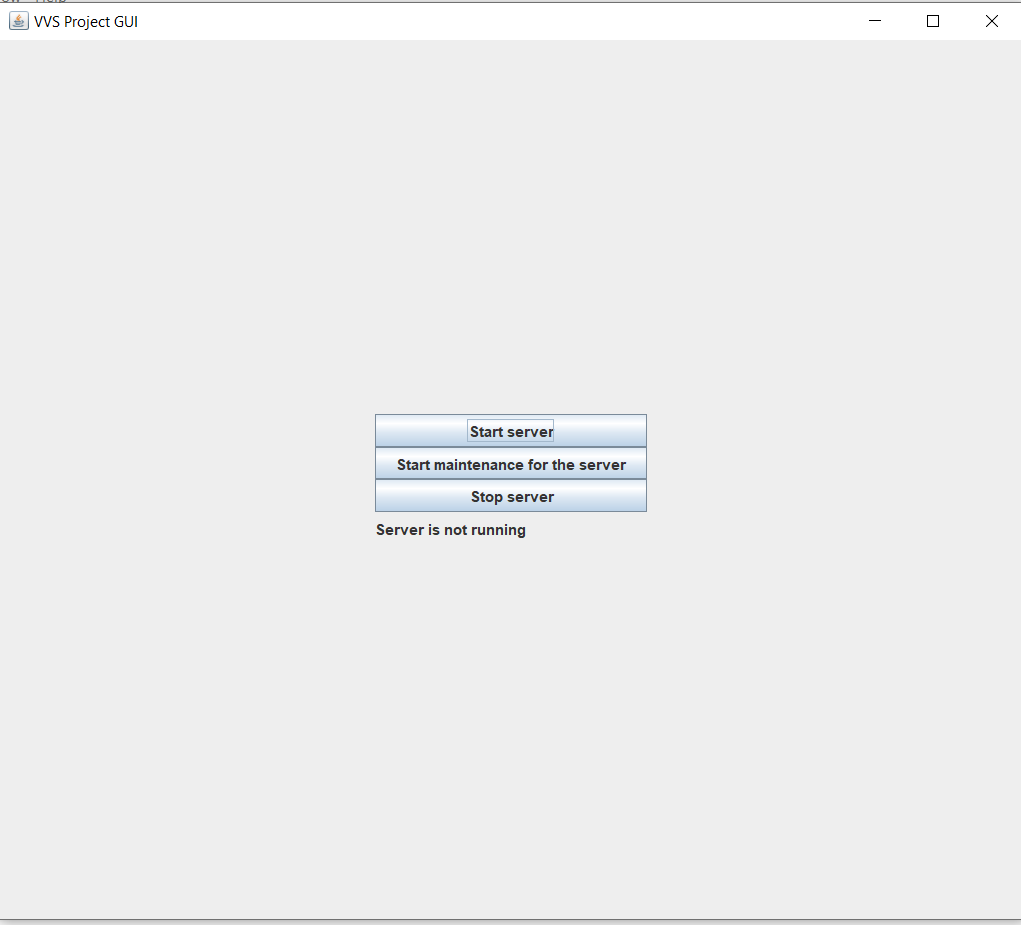 VVS Project GUI
Start server
Start maintenance for the server
Stop server
Server is not running